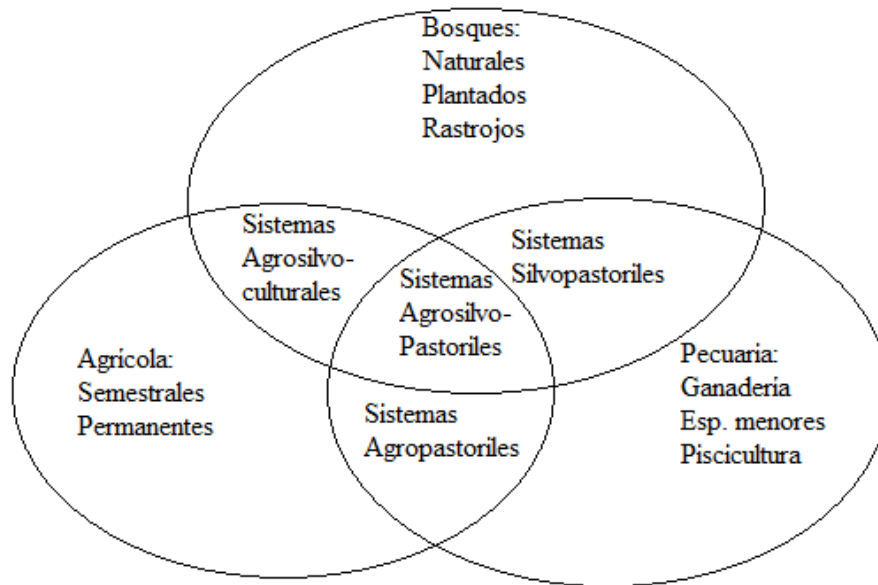 Bosques:
Naturales
Plantados
Rastrojos
Sistemas
Agrosilvo-
culturales
Sistemas
Silvopastoriles
Sistemas
Agrosilvo-
Pastoriles
Agrícola:
Semestrales
Permanentes
Pecuaria:
Ganadería
Esp. menores
Piscicultura
Sistemas
Agropastoriles